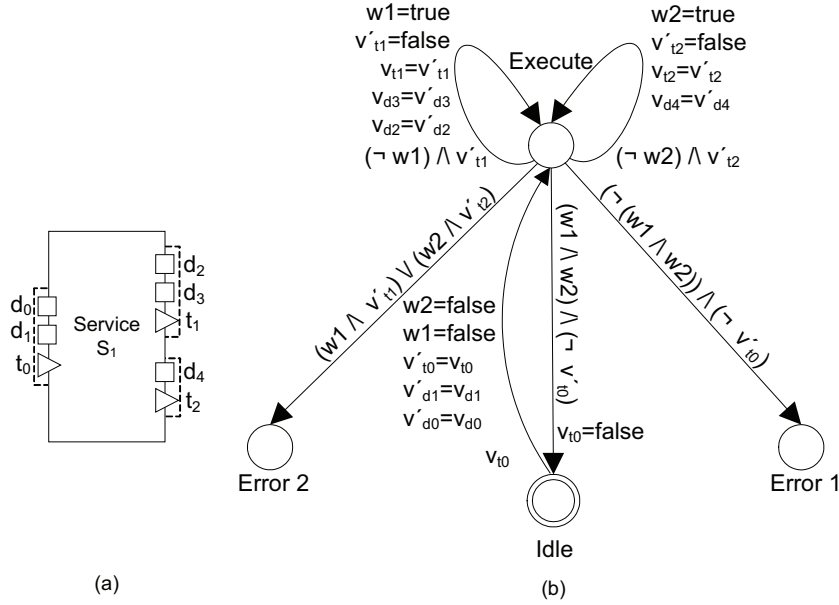 w1=true
v´t1=false
vt1=v´t1
vd3=v´d3
vd2=v´d2
(¬ w1) /\ v´t1
Execute
w2=true
v´t2=false
vt2=v´t2
vd4=v´d4
(¬ w2) /\ v´t2
d0
d1
t0
Service
S1
d2
d3
t1
d4
t2
(w1 /\ v´t1) \/ (w2 /\ v´t2)
w2=false
w1=false
v´t0=vt0
v´d1=vd1
v´d0=vd0
(w1 /\ w2) /\ (¬ v´t0)
(¬ (w1 /\ w2)) /\ (¬ v´t0)
vt0=false
vt0
Error 2
Idle
Error 1
(a)
(b)